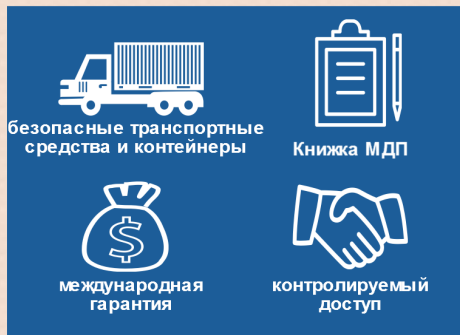 безопасные транспортные
средства и контейнеры
Книжка МДП
$
международная
гарантия
контролируемый
доступ